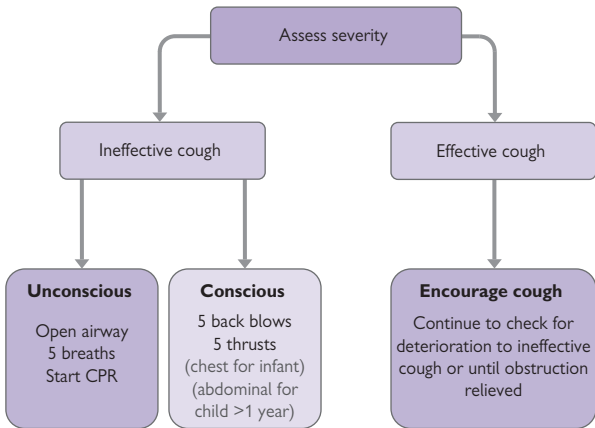 Assess severity
Ineffective cough
Effective cough
Unconscious
Open airway
5 breaths
Start CPR
Conscious
5 back blows
5 thrusts
(chest for infant)
(abdominal for
child >1 year)
Encourage cough
Continue to check for
deterioration to ineffective
cough or until obstruction
relieved